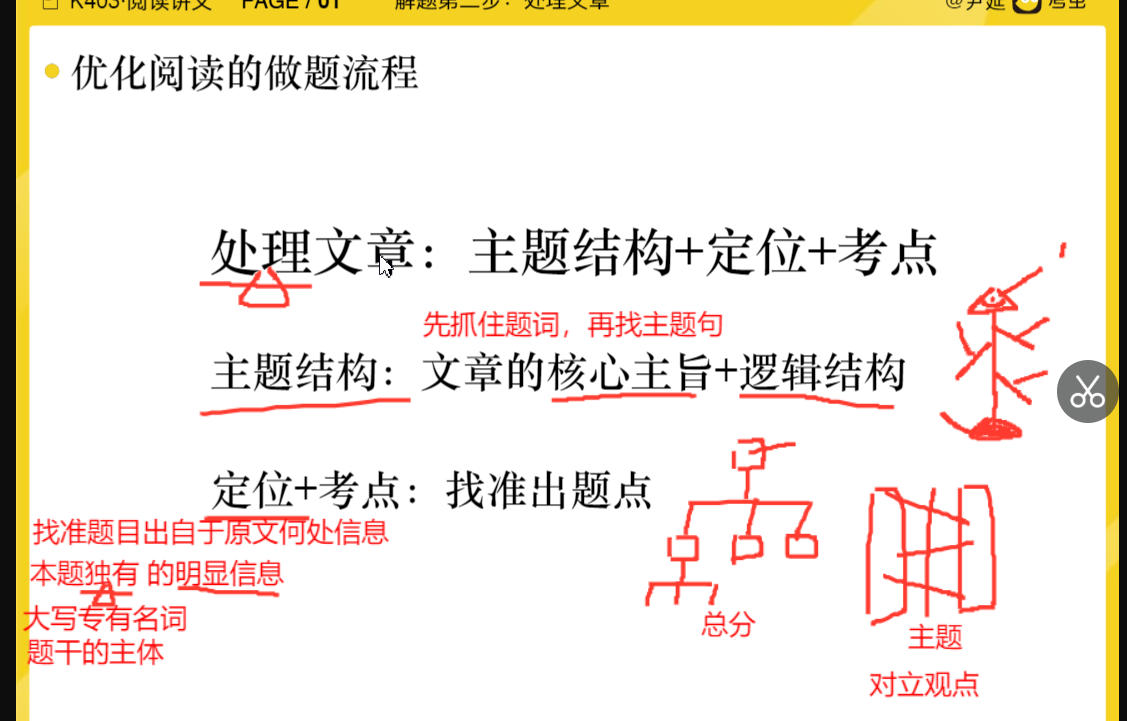 K403·阅读讲义 PAGE / 01 解题第二步：处理文章 @尹延 考虫
优化阅读的做题流程
处理文章：主题结构+定位+考点
先抓住题词，再找主题句
主题结构：文章的核心主旨+逻辑结构
定位+考点：找准出题点
找准题目出自于原文何处信息
本题独有 的明显信息
大写专有名词
题干的主体
总分
主题
对立观点